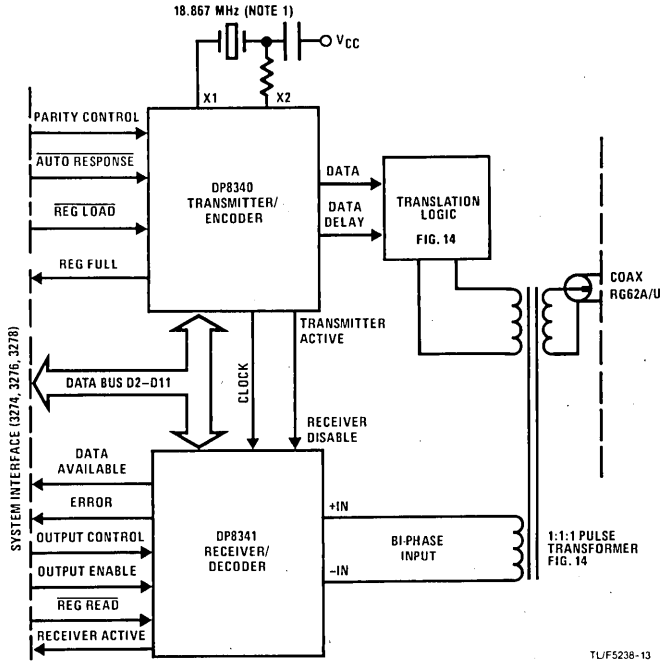 18.867 MHz (NOTE 1)
VCC
X1
X2
PARITY CONTROL
AUTO RESPONSE
REG LOAD
REG FULL
DP8340
TRANSMITTER/
ENCODER
DATA
DATA
DELAY
TRANSLATION
LOGIC
FIG. 14
COAX
RG62A/U
TRANSMITTER
ACTIVE
CLOCK
DATA BUS D2–D11
RECEIVER
DISABLE
SYSTEM INTERFACE (3274, 3276, 3278)
DATA
AVAILABLE
ERROR
OUTPUT CONTROL
OUTPUT ENABLE
REG READ
RECEIVER ACTIVE
DP8341
RECEIVER/
DECODER
+IN
BI-PHASE
INPUT
–IN
1:1:1 PULSE
TRANSFORMER
FIG. 14
TL/F5238-13